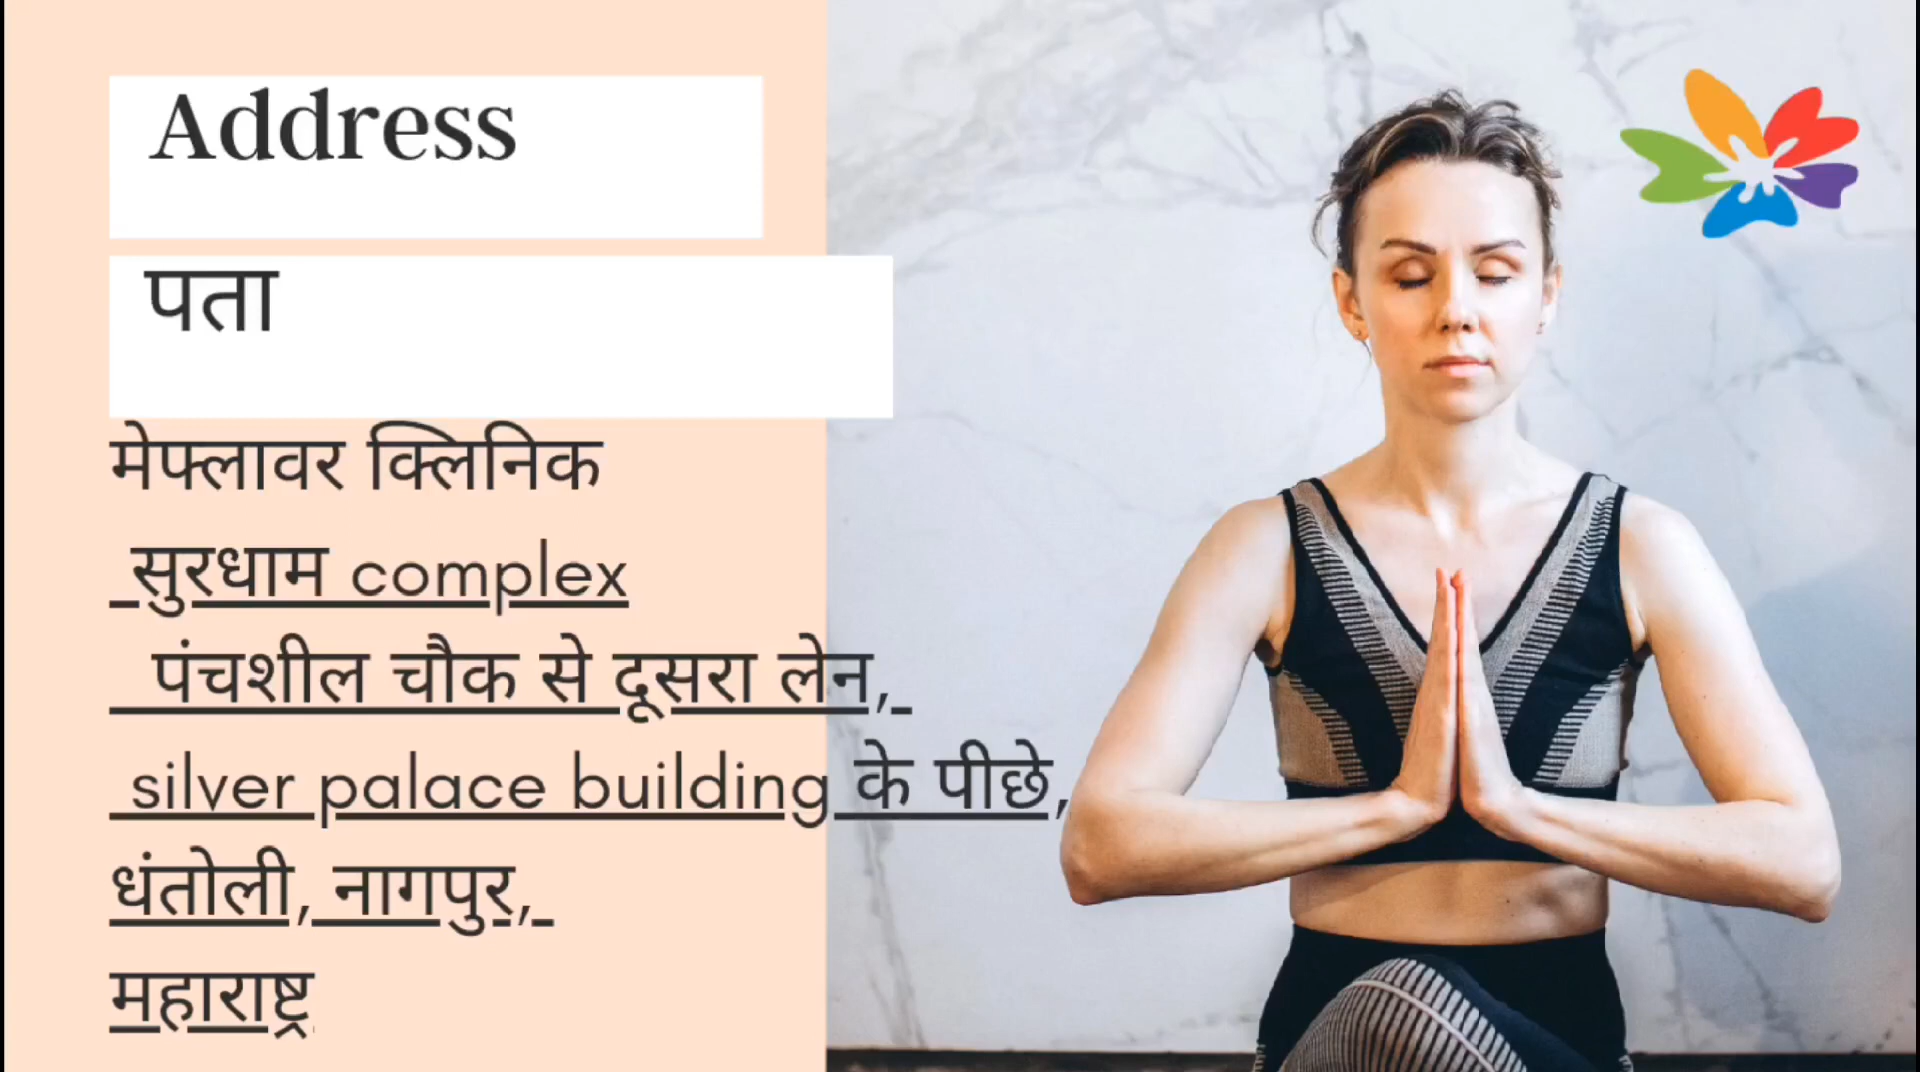 Address
पता
मेफ्लावर क्लिनिक
सुरधाम complex
पंचशील चौक से दूसरा लेन,
silver palace building के पीछे,
धंतोली, नागपुर,
महाराष्ट्र